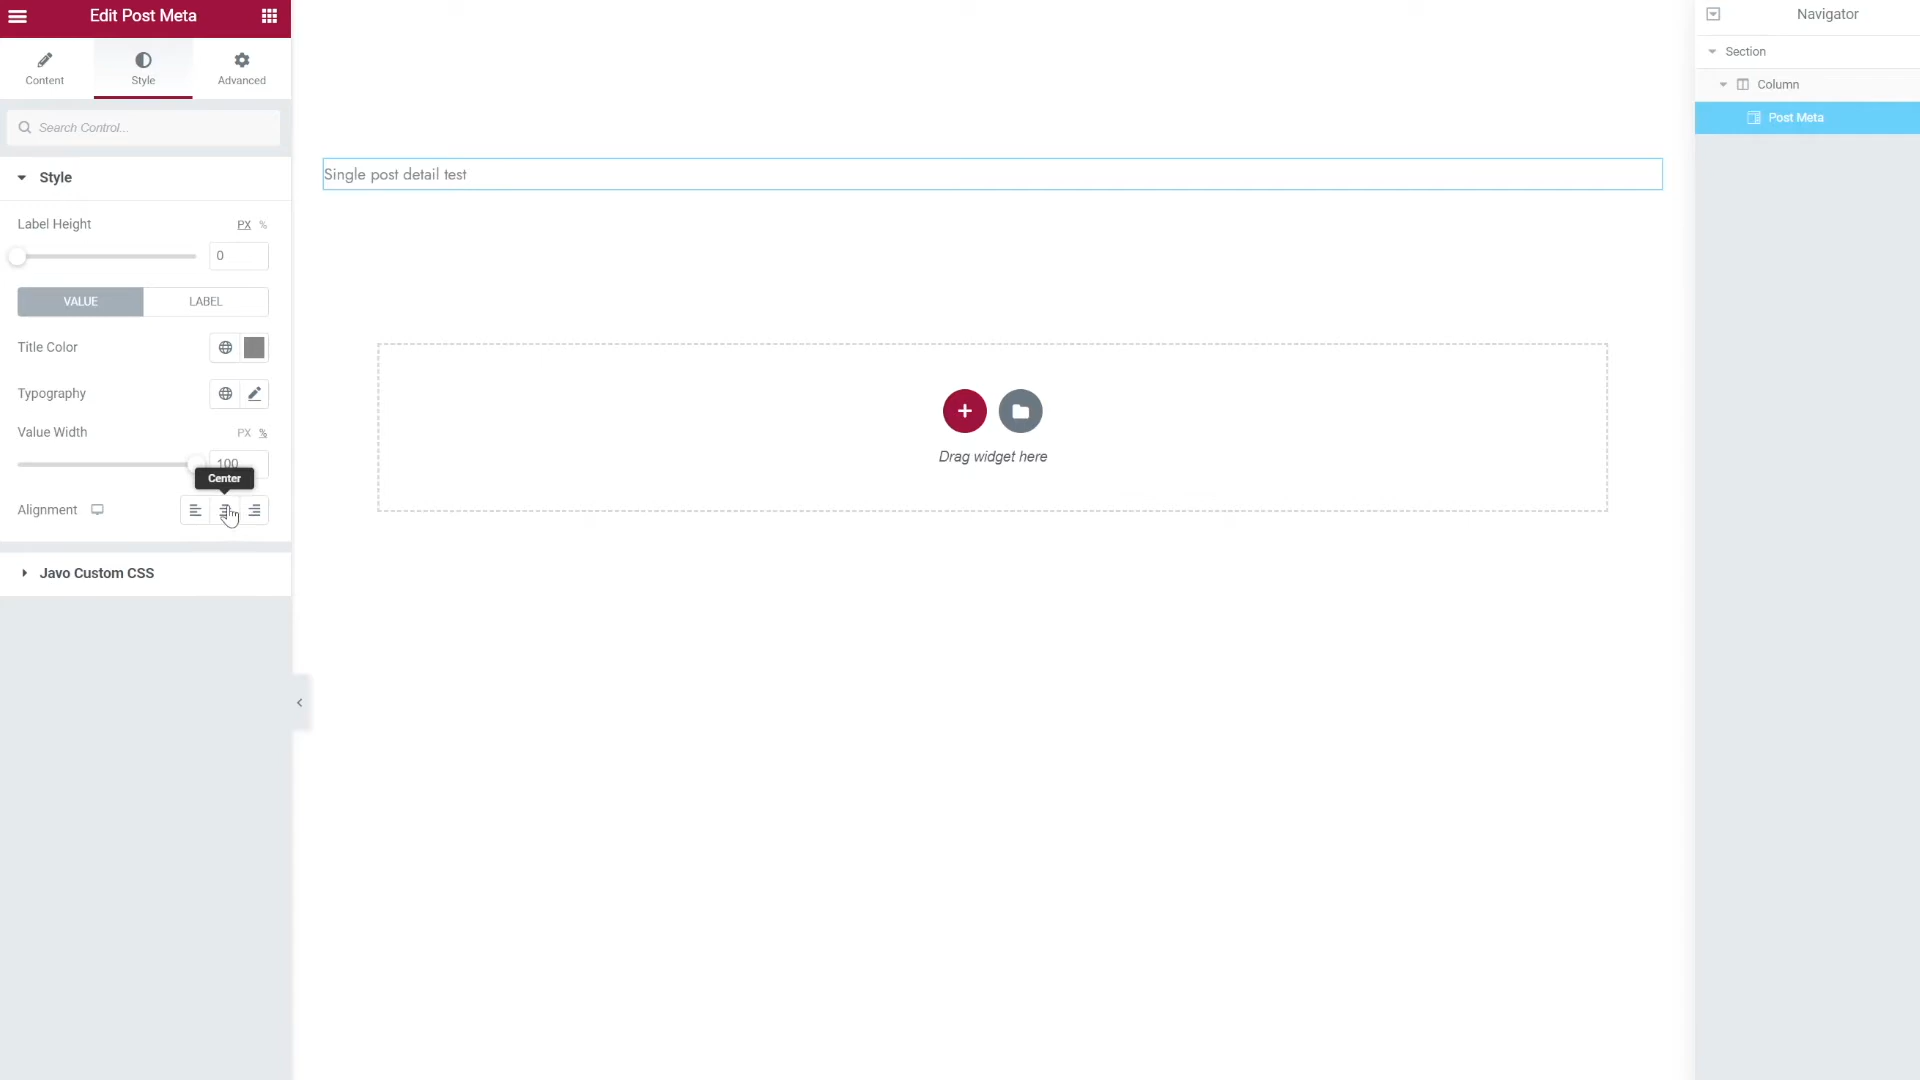 Edit Post Meta
Content
Style
Advanced
Search Control...
Style
Label Height
PX %
0
VALUE
LABEL
Title Color
Typography
Value Width
PX %
100
Center
Alignment
Javo Custom CSS
Single post detail test
Drag widget here
Navigator
Section
Column
Post Meta